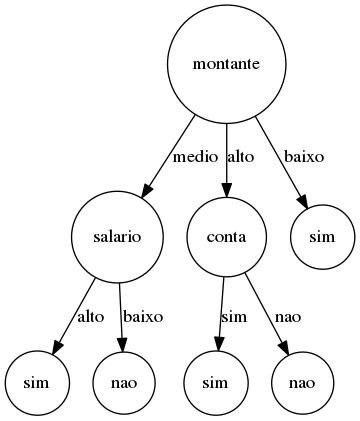 montante
medio
alto
baixo
salario
conta
sim
alto
baixo
sim
nao
sim
nao
sim
nao